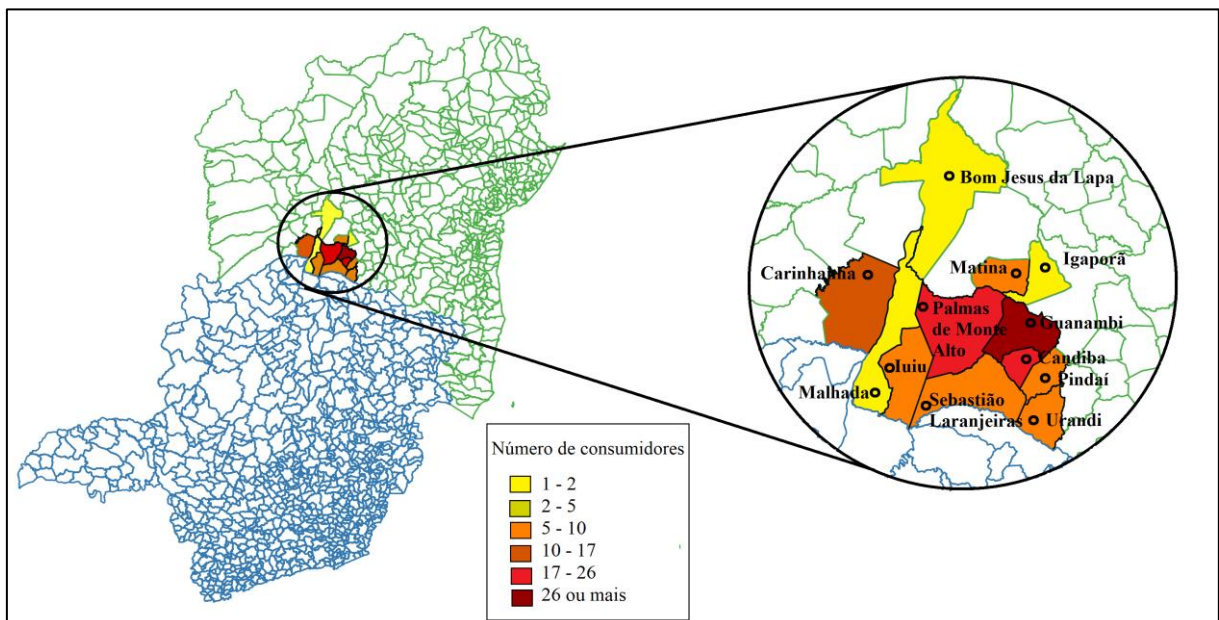 Bom Jesus da Lapa
Carinhanha
Matina
Igaporã
Palmas
de Monte
Alto
Guanambi
Candiba
Iuiu
Pindaí
Malhada
Sebastião
Laranjeiras
Urandi
Número de consumidores
1 - 2
2 - 5
5 - 10
10 - 17
17 - 26
26 ou mais